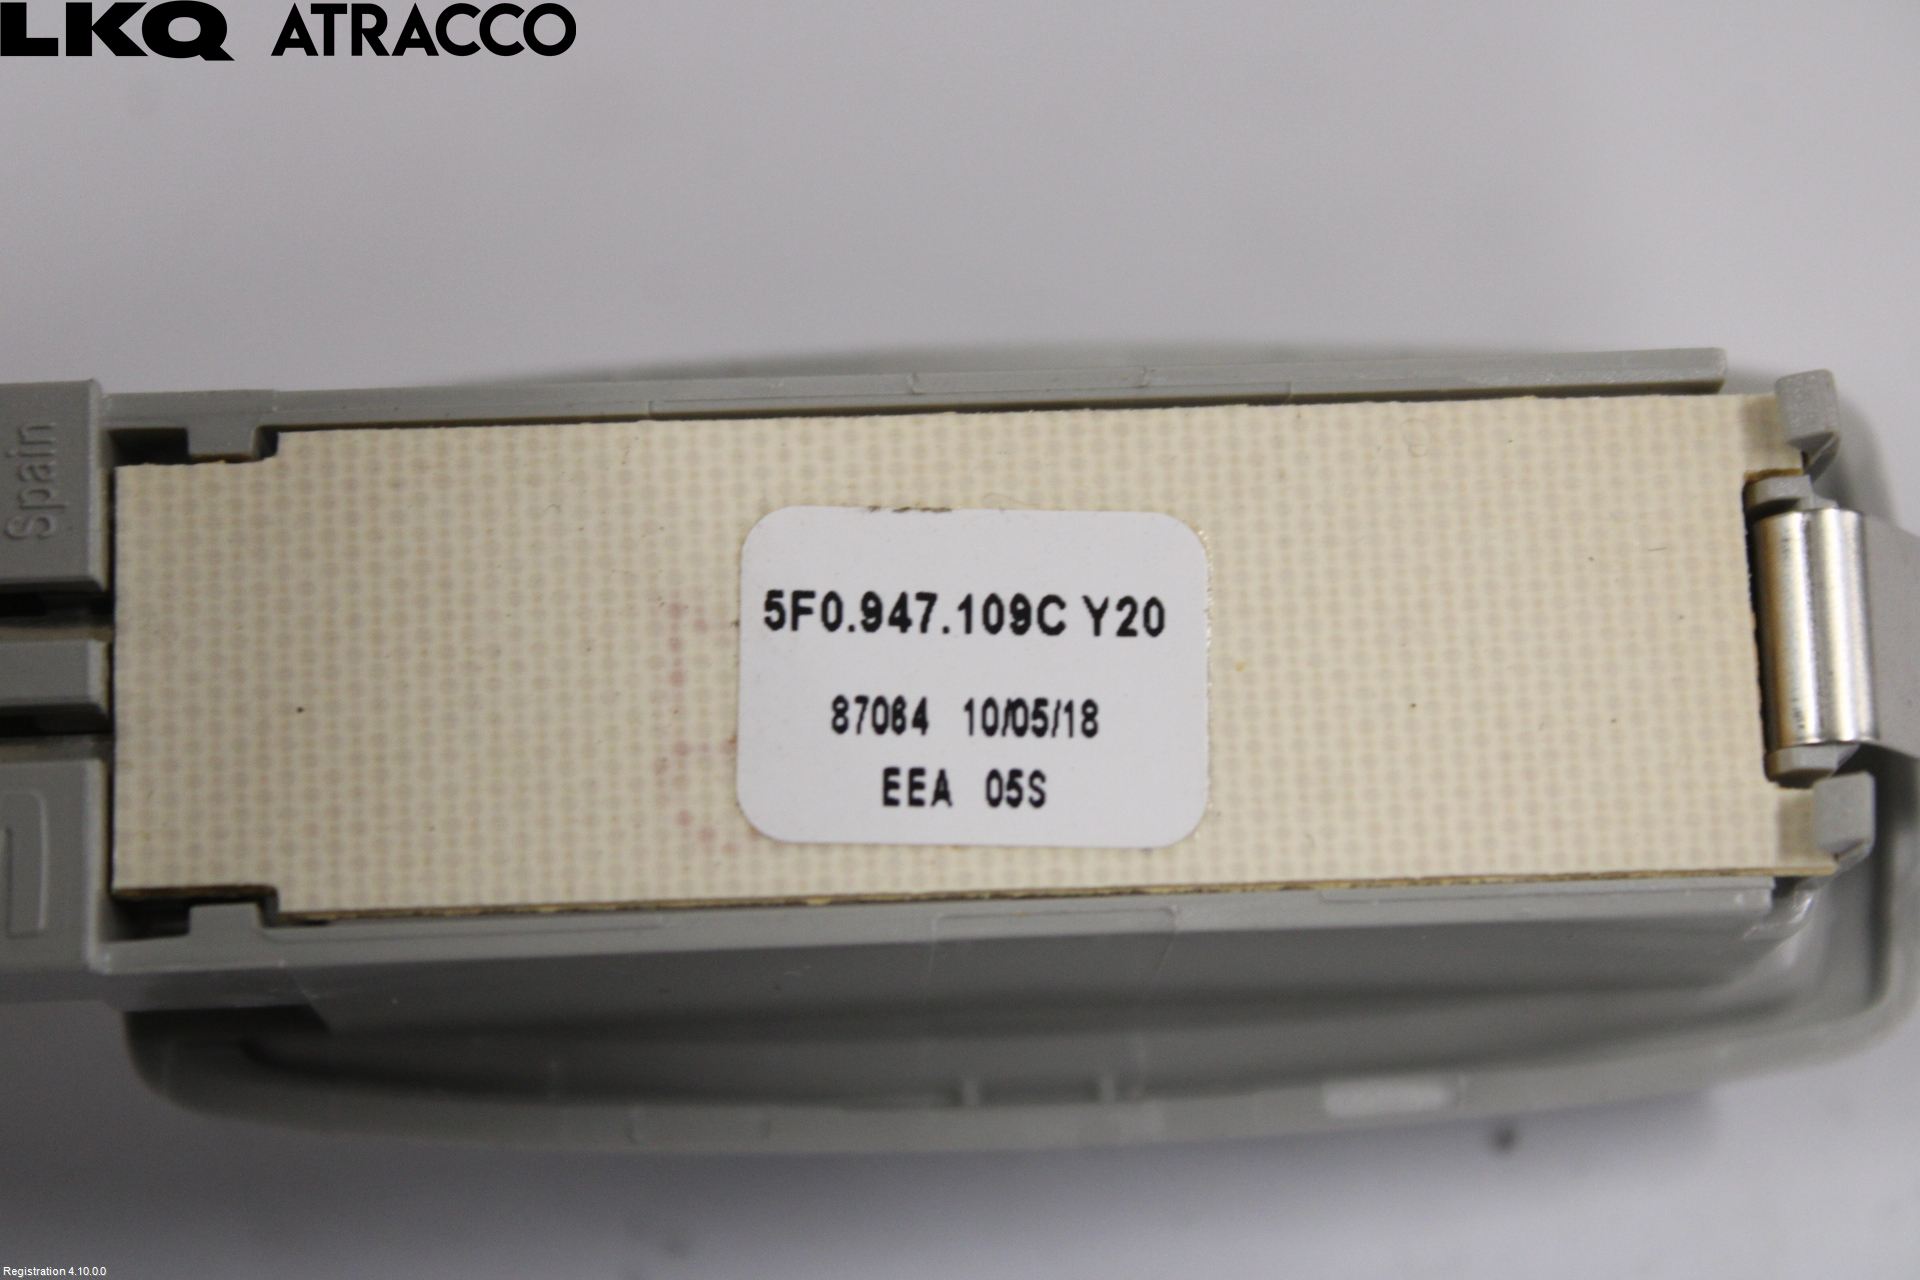 LKQ ATRACCO
Spain
5F0.947.109C Y20
87064 10/05/18
EEA 05S
Registration 4.10.0.0